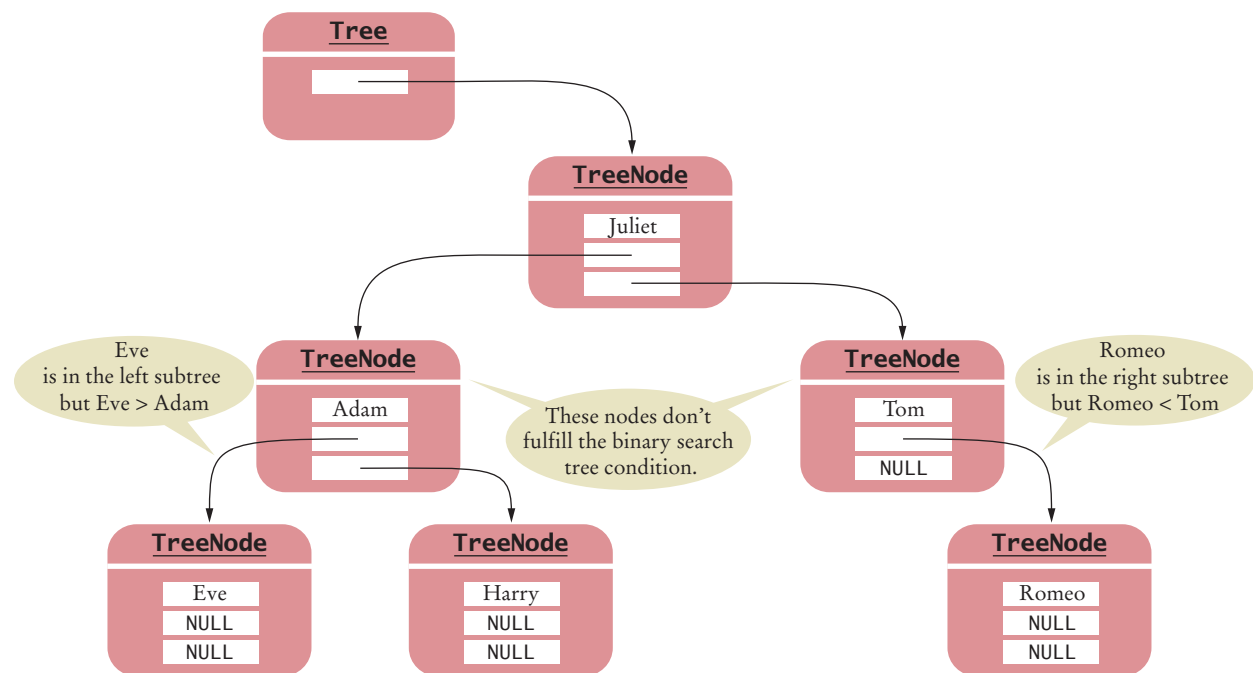 Tree
TreeNode
Juliet
TreeNode
Adam
TreeNode
Tom
NULL
Eve
is in the left subtree
but Eve > Adam
These nodes don’t
fulfill the binary search
tree condition.
Romeo
is in the right subtree
but Romeo < Tom
TreeNode
Eve
NULL
NULL
TreeNode
Harry
NULL
NULL
TreeNode
Romeo
NULL
NULL